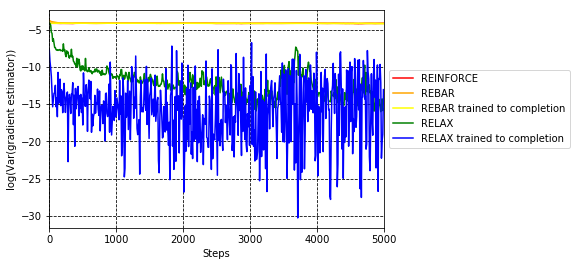 log(Var(gradient estimator))
−5
−10
−15
−20
−25
−30
0
1000
2000
3000
4000
5000
Steps
REINFORCE
REBAR
REBAR trained to completion
RELAX
RELAX trained to completion